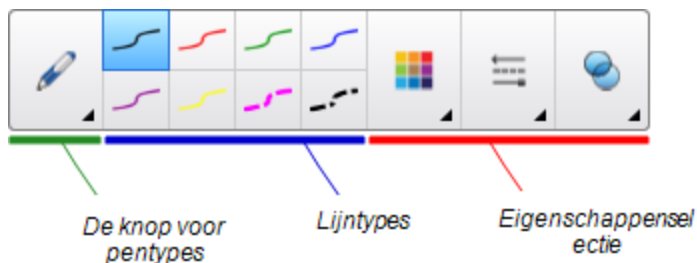 De knop voor
pentypes
Lijntypes
Eigenschappensel
ectie